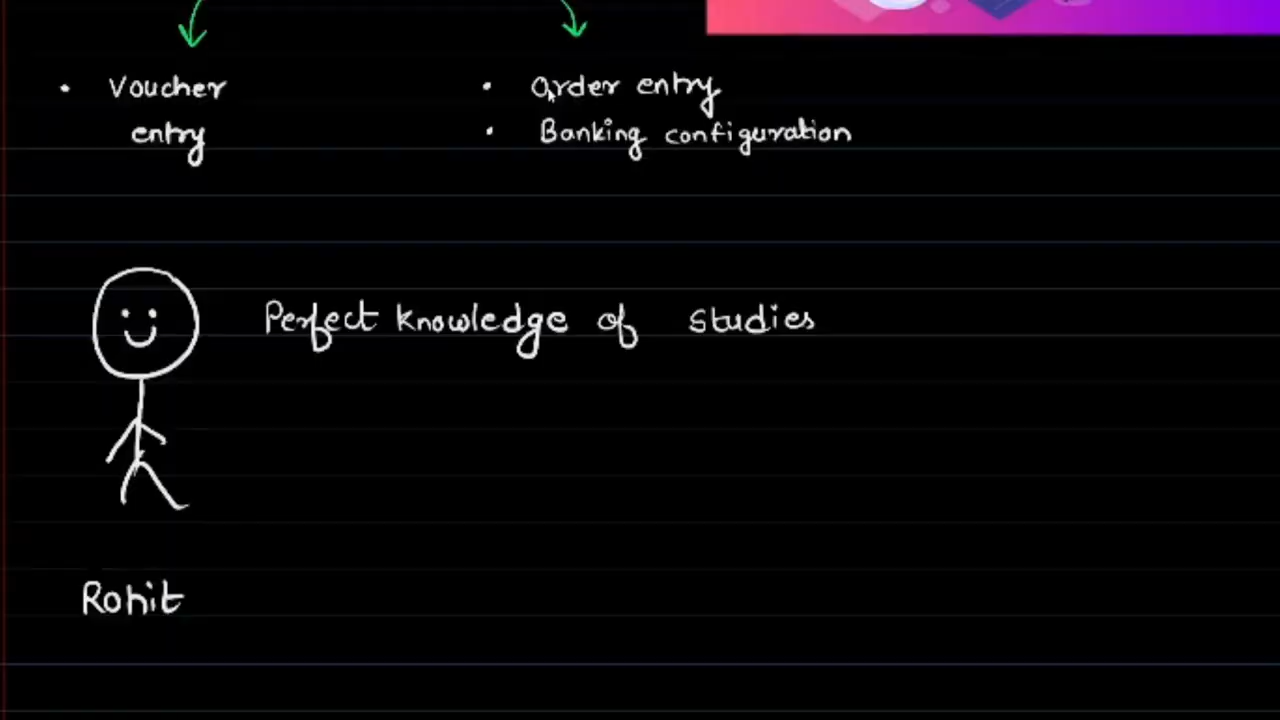 • Voucher
entry
• Order entry
• Banking configuration
Perfect knowledge of studies
Rohit